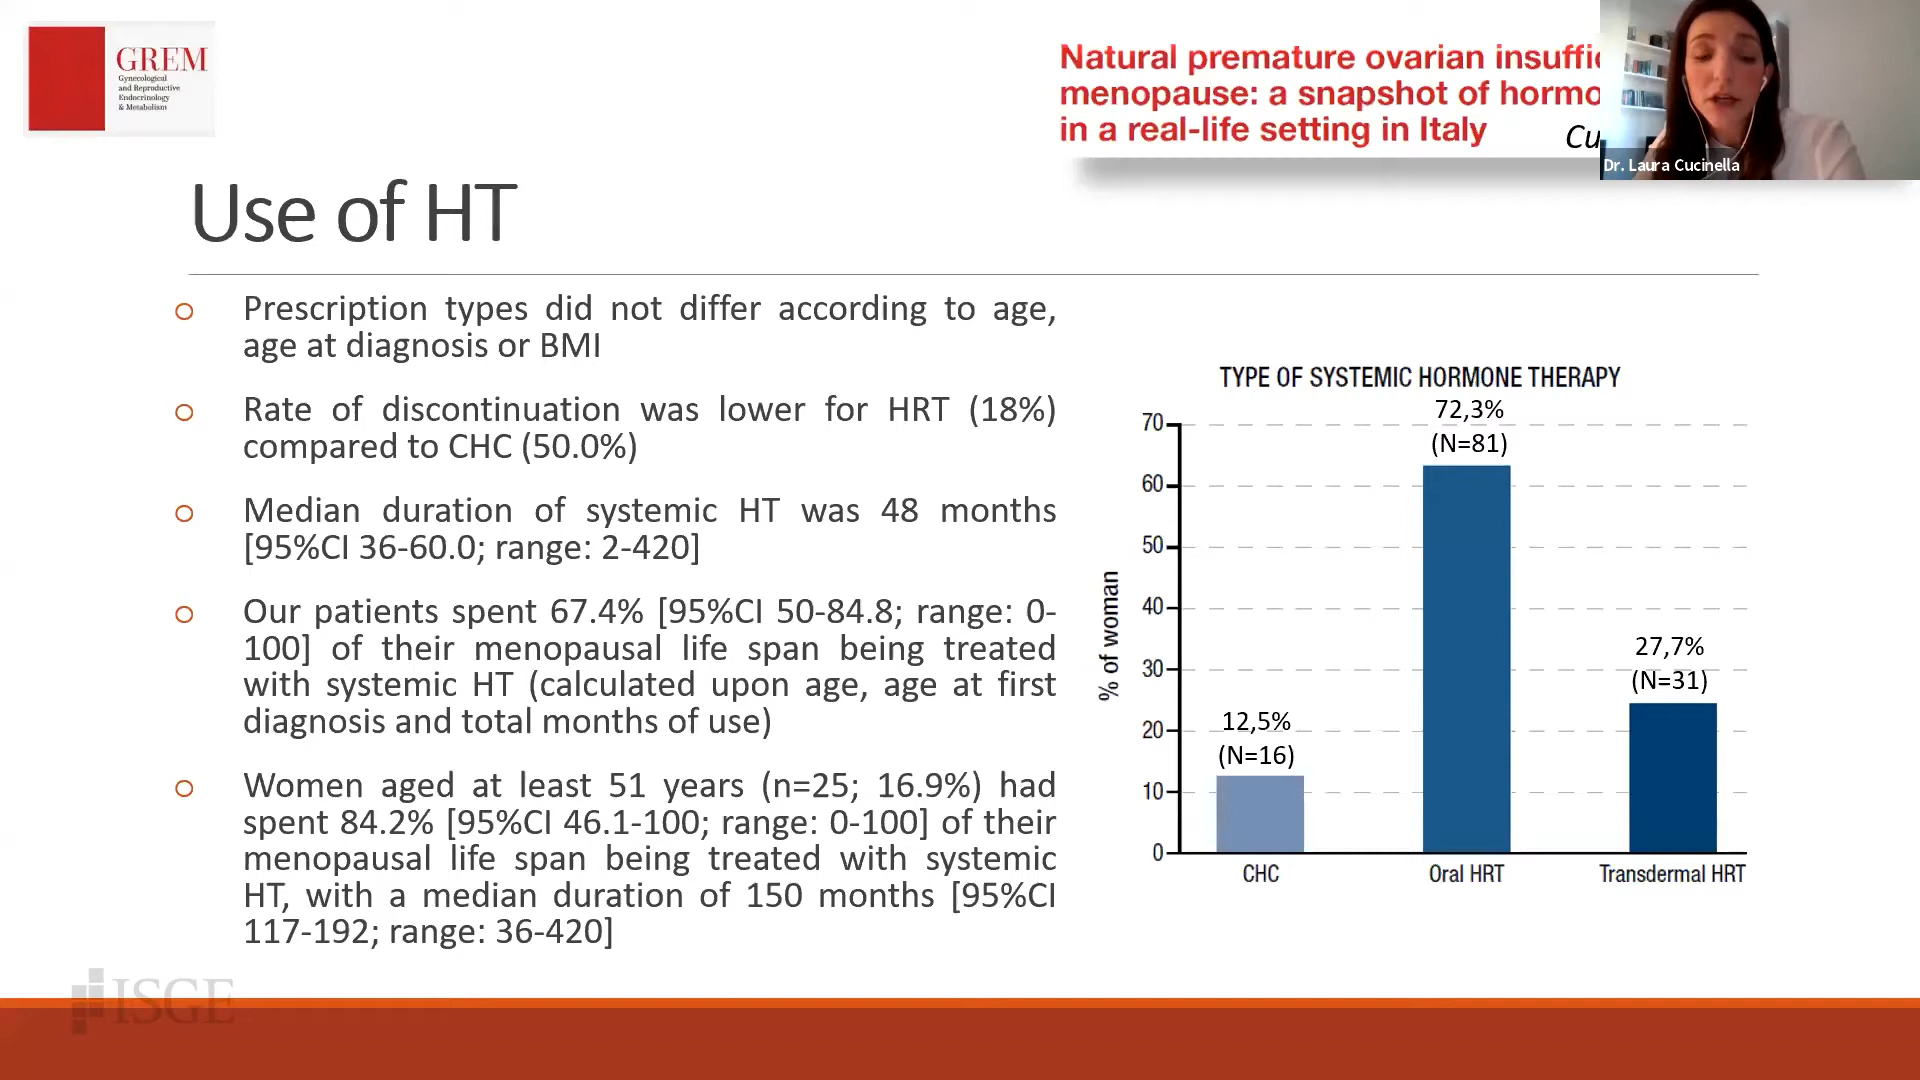 GREM
Gynecological
and Reproductive
Endocrinology
& Metabolism
Natural premature ovarian
menopause: a snapshot of
in a real-life setting in Italy
Dr. Laura Cucinella
Use of HT
Prescription types did not differ according to age,
age at diagnosis or BMI
Rate of discontinuation was lower for HRT (18%)
compared to CHC (50.0%)
Median duration of systemic HT was 48 months
[95%CI 36-60.0; range: 2-420]
Our patients spent 67.4% [95%CI 50-84.8; range: 0-
100] of their menopausal life span being treated
with systemic HT (calculated upon age, age at first
diagnosis and total months of use)
Women aged at least 51 years (n=25; 16.9%) had
spent 84.2% [95%CI 46.1-100; range: 0-100] of their
menopausal life span being treated with systemic
HT, with a median duration of 150 months [95%CI
117-192; range: 36-420]
TYPE OF SYSTEMIC HORMONE THERAPY
% of woman
70
60
50
40
30
20
10
0
12,5%
(N=16)
72,3%
(N=81)
27,7%
(N=31)
CHC
Oral HRT
Transdermal HRT
ISGE